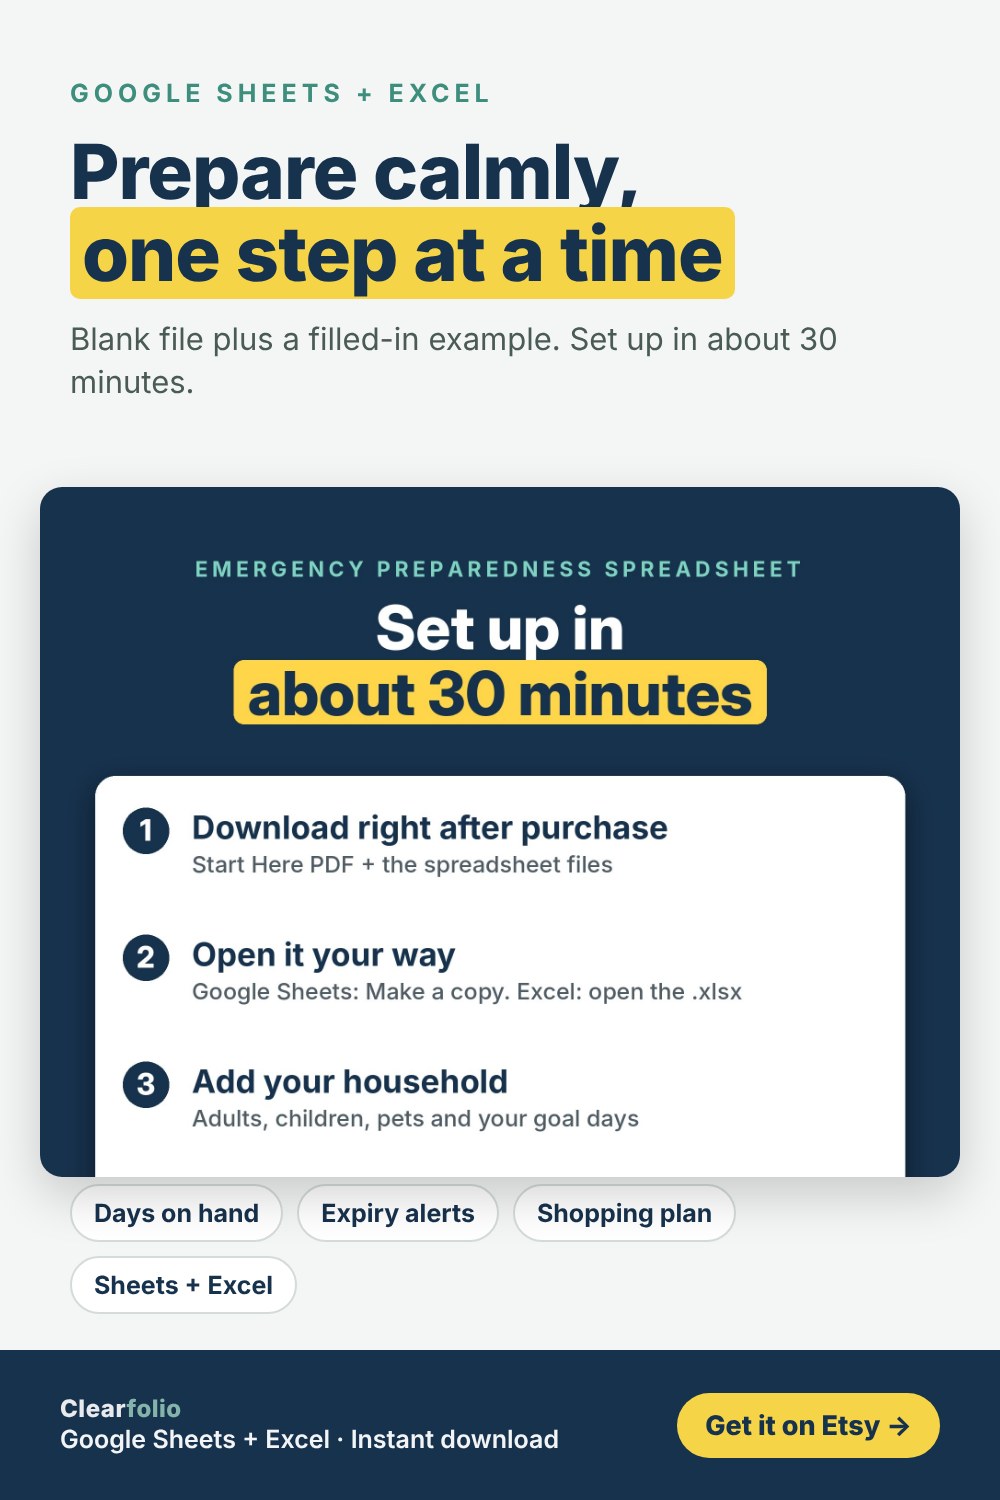 GOOGLE SHEETS + EXCEL
Prepare calmly,
one step at a time
Blank file plus a filled-in example. Set up in about 30
minutes.
EMERGENCY PREPAREDNESS SPREADSHEET
Set up in
about 30 minutes
1 Download right after purchase
Start Here PDF + the spreadsheet files
2 Open it your way
Google Sheets: Make a copy. Excel: open the .xlsx
3 Add your household
Adults, children, pets and your goal days
Days on hand Expiry alerts Shopping plan
Sheets + Excel
Clearfolio
Google Sheets + Excel · Instant download
Get it on Etsy →